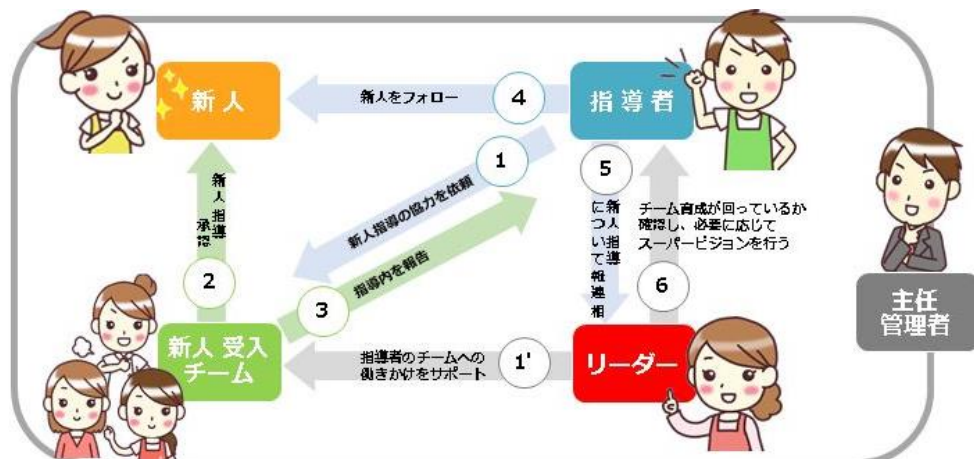 新人
新人をフォロー
4
指導者
1
新人指導の協力を依頼
5
新人指導
について報連相
チーム育成が回っているか
確認し、必要に応じて
スーパービジョンを行う
新人指導
承認
2
3
指導内を報告
6
主任
管理者
新人受入
チーム
指導者のチームへの
働きかけをサポート
1'
リーダー